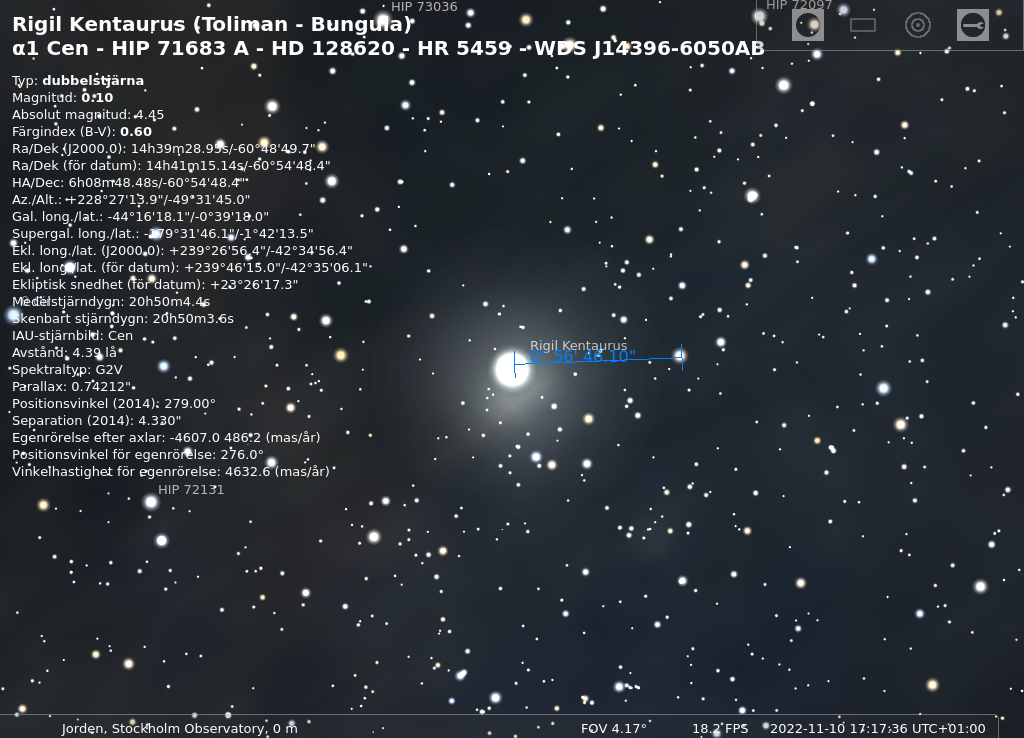 HIP 73036
HIP 72097
Rigil Kentaurus (Toliman - Bungula)
α1 Cen - HIP 71683 A - HD 128620 - HR 5459 - WDS J14396-6050AB
Typ: dubbelstjärna
Magnitud: 0.10
Absolut magnitud: 4.45
Färgindex (B-V): 0.60
Ra/Dek (J2000.0): 14h39m28.95s/-60°48'49.7"
Ra/Dek (för datum): 14h41m15.14s/-60°54'48.4"
HA/Dec: 6h08m48.48s/-60°54'48.4"
Az./Alt.: +228°27'13.9"/-49°31'45.0"
Gal. long./lat.: -44°16'18.1"/-0°39'18.0"
Supergal. long./lat.: -179°31'46.1"/-1°42'13.5"
Ekl. long./lat. (J2000.0): +239°26'56.4"/-42°34'56.4"
Ekl. long./lat. (för datum): +239°46'15.0"/-42°35'06.1"
Ekliptisk snedhet (för datum): +23°26'17.3"
Medelstjärndygn: 20h50m4.4s
Skenbart stjärndygn: 20h50m3.6s
IAU-stjärnbild: Cen
Avstånd: 4.39 lå
Spektraltyp: G2V
Parallax: 0.74212"
Positionsvinkel (2014): 279.00°
Separation (2014): 4.330"
Egenrörelse efter axlar: -4607.0 486.2 (mas/år)
Positionsvinkel för egenrörelse: 276.0°
Vinkelhastighet för egenrörelse: 4632.6 (mas/år)
Rigil Kentaurus
0° 56' 46.10"
HIP 72131
Jorden, Stockholm Observatory, 0 m FOV 4.17° 18.2 FPS 2022-11-10 17:17:36 UTC+01:00